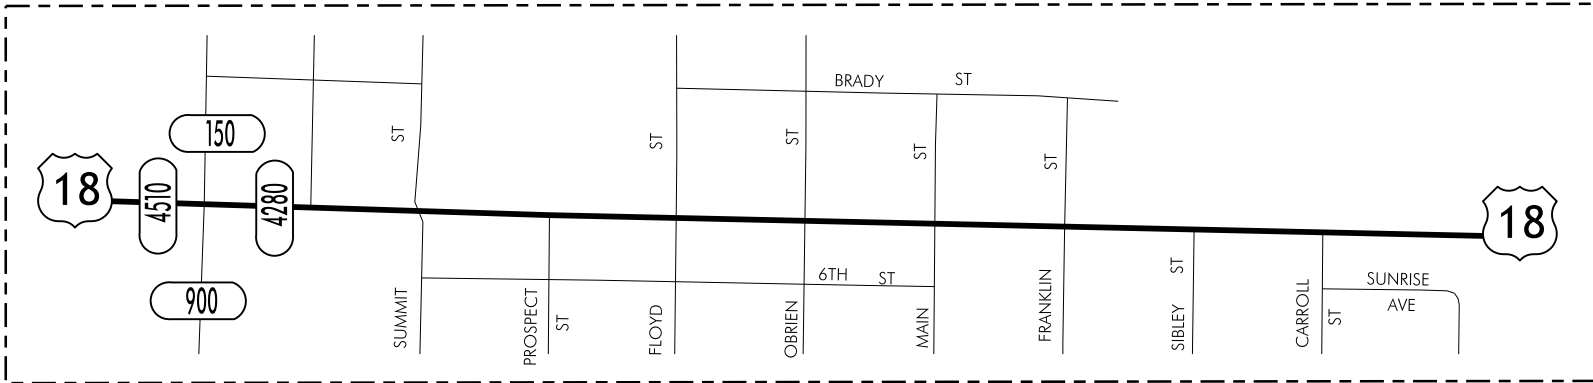 BRADY ST
150
ST
ST
ST
ST
ST
18
4510
4280
18
6TH ST
SUNRISE
AVE
900
SUMMIT
PROSPECT ST
FLOYD
OBRIEN
MAIN
FRANKLIN
SIBLEY ST
CARROLL ST